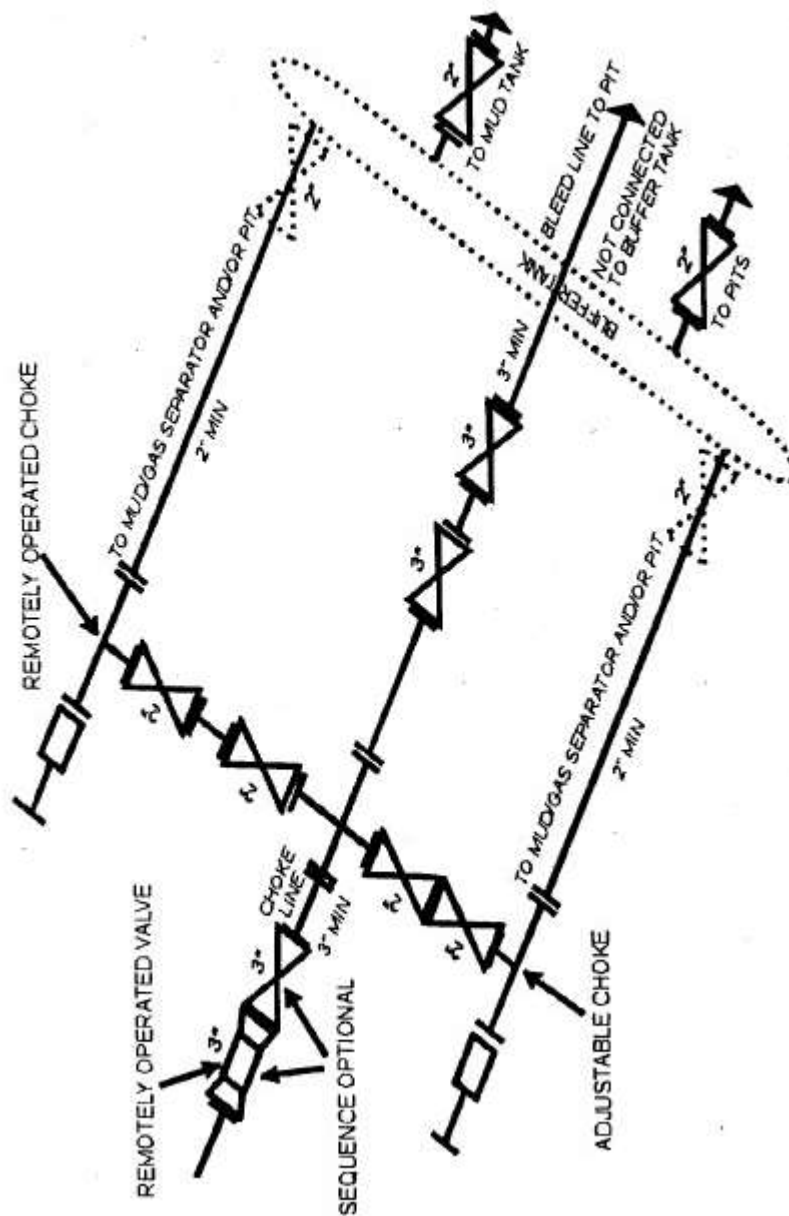 REMOTELY OPERATED CHOKE
TO MUD/GAS SEPARATOR AND/OR PIT
2" MIN
2"
2"
TO MUD TANK
2"
2"
REMOTELY OPERATED VALVE
3"
3"
CHOKE
LINE
3" MIN
SEQUENCE OPTIONAL
3"
3"
3" MIN
BLEED LINE TO PIT
BUFFER TANK
NOT CONNECTED
TO BUFFER TANK
2"
TO PITS
2"
2"
ADJUSTABLE CHOKE
TO MUD/GAS SEPARATOR AND/OR PIT
2" MIN
2"